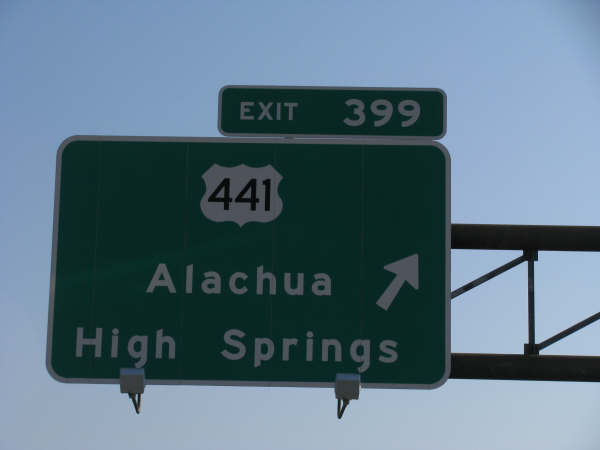 EXIT 399
441
Alachua
High Springs